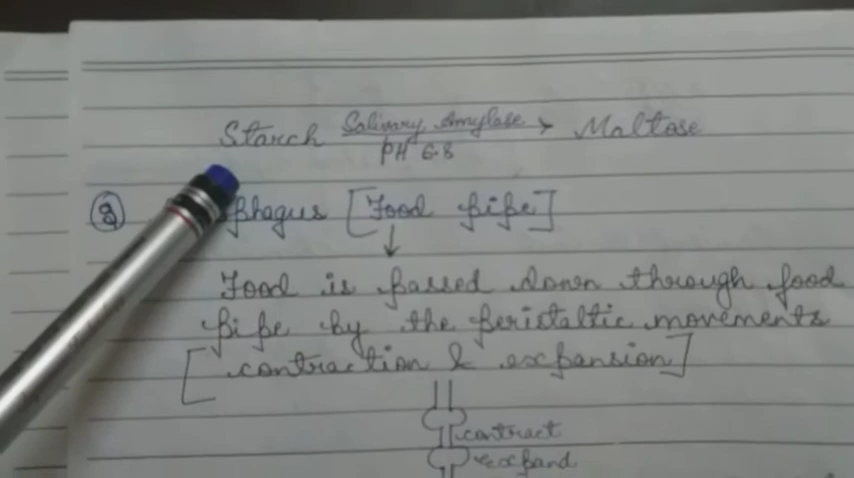 Starch Salivary Amylase → Maltose
PH 6.8
② phagus [Food pipe]
↓
Food is passed down through food
pipe by the peristaltic movements
[contraction & expansion]
contract
expand